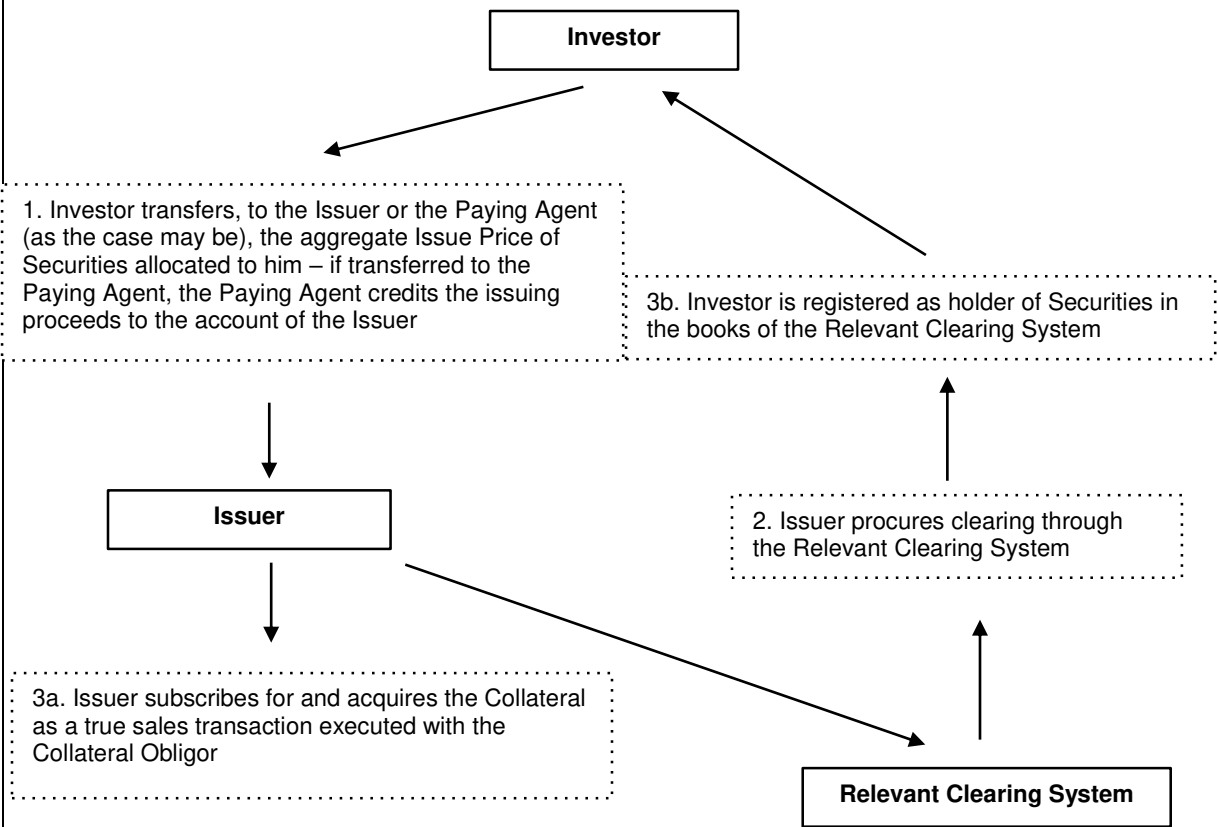 Investor
1. Investor transfers, to the Issuer or the Paying Agent
(as the case may be), the aggregate Issue Price of
Securities allocated to him – if transferred to the
Paying Agent, the Paying Agent credits the issuing
proceeds to the account of the Issuer
3b. Investor is registered as holder of Securities in
the books of the Relevant Clearing System
Issuer
2. Issuer procures clearing through
the Relevant Clearing System
3a. Issuer subscribes for and acquires the Collateral
as a true sales transaction executed with the
Collateral Obligor
Relevant Clearing System